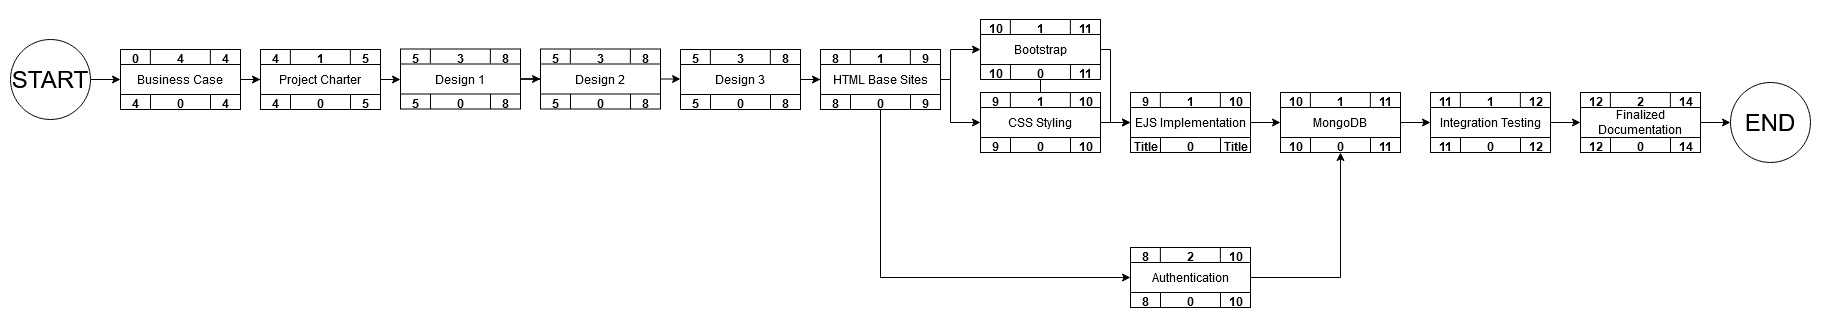 START
0 4 4
Business Case
4 0 4
4 1 5
Project Charter
4 0 5
5 3 8
Design 1
5 0 8
5 3 8
Design 2
5 0 8
5 3 8
Design 3
5 0 8
8 1 9
HTML Base Sites
8 0 9
10 1 11
Bootstrap
10 0 11
9 1 10
CSS Styling
9 0 10
9 1 10
EJS Implementation
Title 0 Title
10 1 11
MongoDB
10 0 11
11 1 12
Integration Testing
11 0 12
12 2 14
Finalized
Documentation
12 0 14
END
8 2 10
Authentication
8 0 10